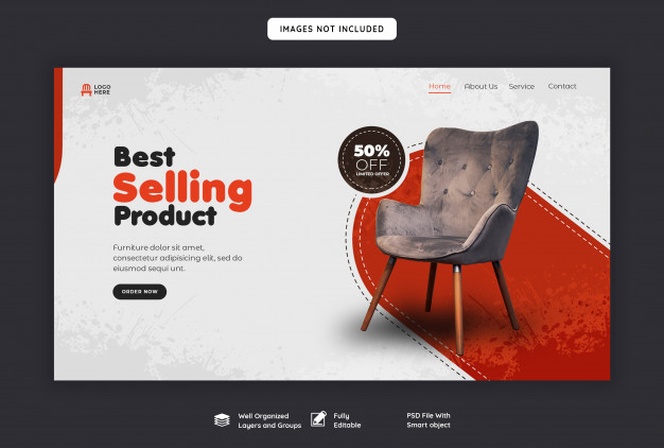 IMAGES NOT INCLUDED
LOGO
HERE
Home About Us Service Contact
Best
Selling
Product
50%
OFF
LIMITED OFFER
Furniture dolor sit amet,
consectetur adipisicing elit, sed do
eiusmod sequi unt.
ORDER NOW
Well Organized
Layers and Groups
Fully
Editable
PSD File With
Smart object